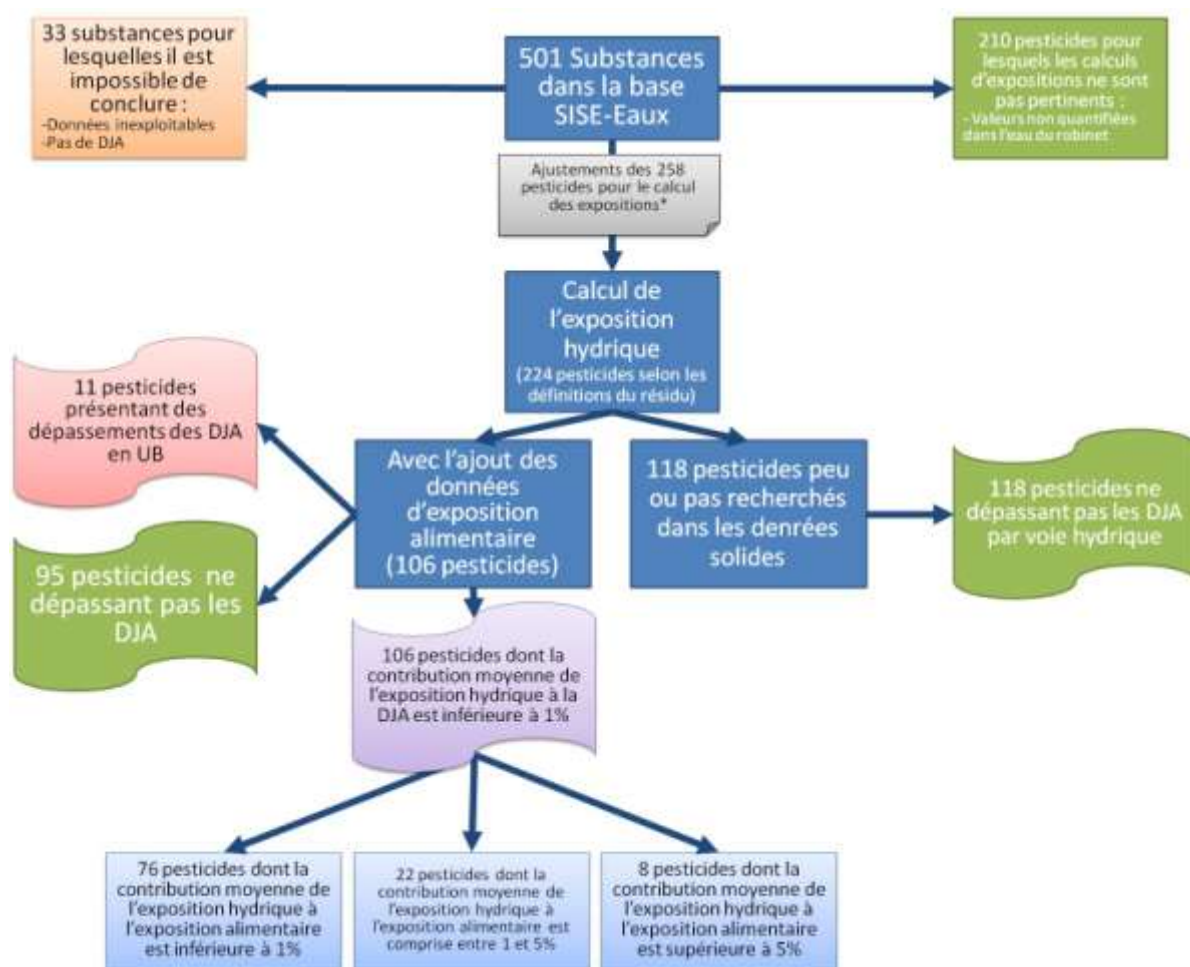 33 substances pour
lesquelles il est
impossible de
conclure :
-Données inexploitables
-Pas de DJA
501 Substances
dans la base
SISE-Eaux
210 pesticides pour
lesquels les calculs
d'expositions ne sont
pas pertinents :
- Valeurs non quantifiées
dans l'eau du robinet
Ajustements des 258
pesticides pour le calcul
des expositions*
Calcul de
l'exposition
hydrique
(224 pesticides selon les
définitions du résidu)
11 pesticides
présentant des
dépassements des DJA
en UB
Avec l'ajout des
données
d'exposition
alimentaire
(106 pesticides)
118 pesticides peu
ou pas recherchés
dans les denrées
solides
118 pesticides ne
dépassant pas les DJA
par voie hydrique
95 pesticides ne
dépassant pas les
DJA
106 pesticides dont la
contribution moyenne de
l'exposition hydrique à la
DJA est inférieure à 1%
76 pesticides dont la
contribution moyenne de
l'exposition hydrique à
l'exposition alimentaire
est inférieure à 1%
22 pesticides dont la
contribution moyenne de
l'exposition hydrique à
l'exposition alimentaire est
comprise entre 1 et 5%
8 pesticides dont la
contribution moyenne de
l'exposition hydrique à
l'exposition alimentaire
est supérieure à 5%